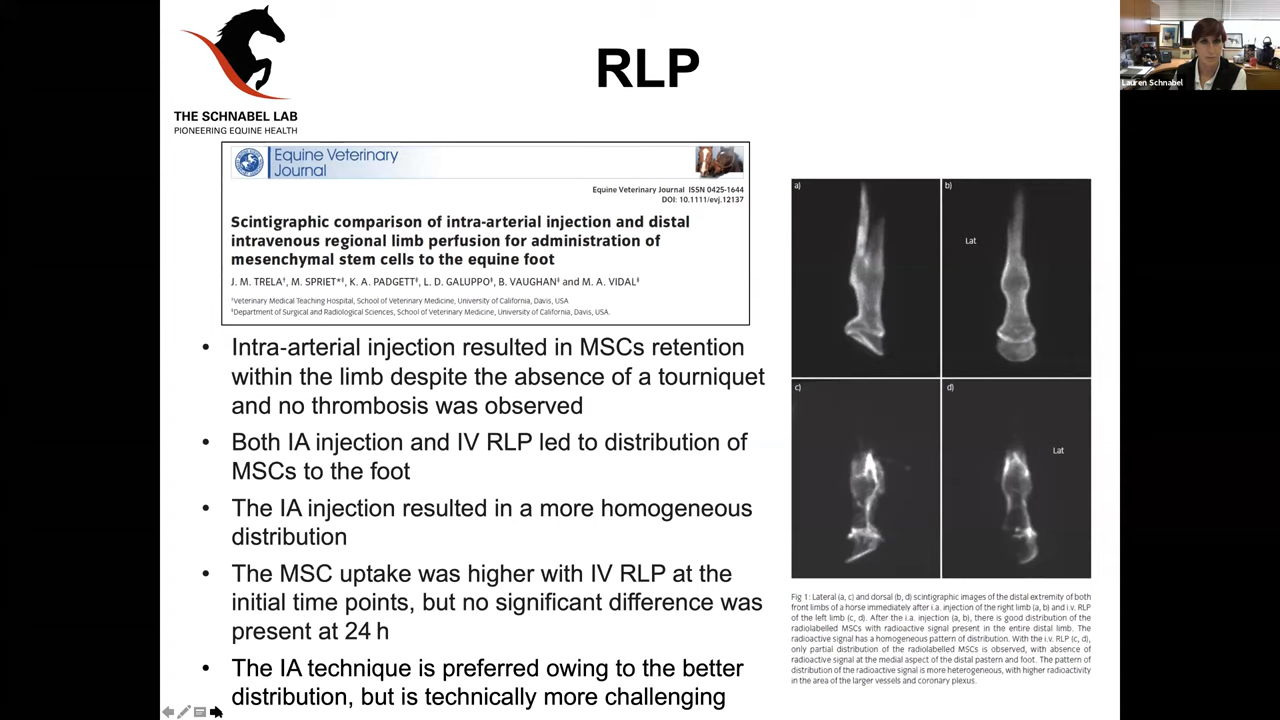 RLP
THE SCHNABEL LAB
PIONEERING EQUINE HEALTH
Lauren Schnabel
Equine Veterinary
Journal
Equine Veterinary Journal ISSN 0425-1644
DOI: 10.1111/evj.12137
Scintigraphic comparison of intra-arterial injection and distal
intravenous regional limb perfusion for administration of
mesenchymal stem cells to the equine foot
J. M. TRELA†, M. SPRIET*‡, K. A. PADGETT‡, L. D. GALUPPO‡, B. VAUGHAN‡ and M. A. VIDAL‡
†Veterinary Medical Teaching Hospital, School of Veterinary Medicine, University of California, Davis, USA
‡Department of Surgical and Radiological Sciences, School of Veterinary Medicine, University of California, Davis, USA.
• Intra-arterial injection resulted in MSCs retention
within the limb despite the absence of a tourniquet
and no thrombosis was observed
• Both IA injection and IV RLP led to distribution of
MSCs to the foot
• The IA injection resulted in a more homogeneous
distribution
• The MSC uptake was higher with IV RLP at the
initial time points, but no significant difference was
present at 24 h
• The IA technique is preferred owing to the better
distribution, but is technically more challenging
a)
b)
Lat
c)
d)
Lat
Fig 1: Lateral (a, c) and dorsal (b, d) scintigraphic images of the distal extremity of both
front limbs of a horse immediately after i.a. injection of the right limb (a, b) and i.v. RLP
of the left limb (c, d). After the i.a. injection (a, b), there is good distribution of the
radiolabelled MSCs with radioactive signal present in the entire distal limb. The
radioactive signal has a homogeneous pattern of distribution. With the i.v. RLP (c, d),
only partial distribution of the radiolabelled MSCs is observed, with absence of
radioactive signal at the medial aspect of the distal pastern and foot. The pattern of
distribution of the radioactive signal is more heterogeneous, with higher radioactivity
in the area of the larger vessels and coronary plexus.